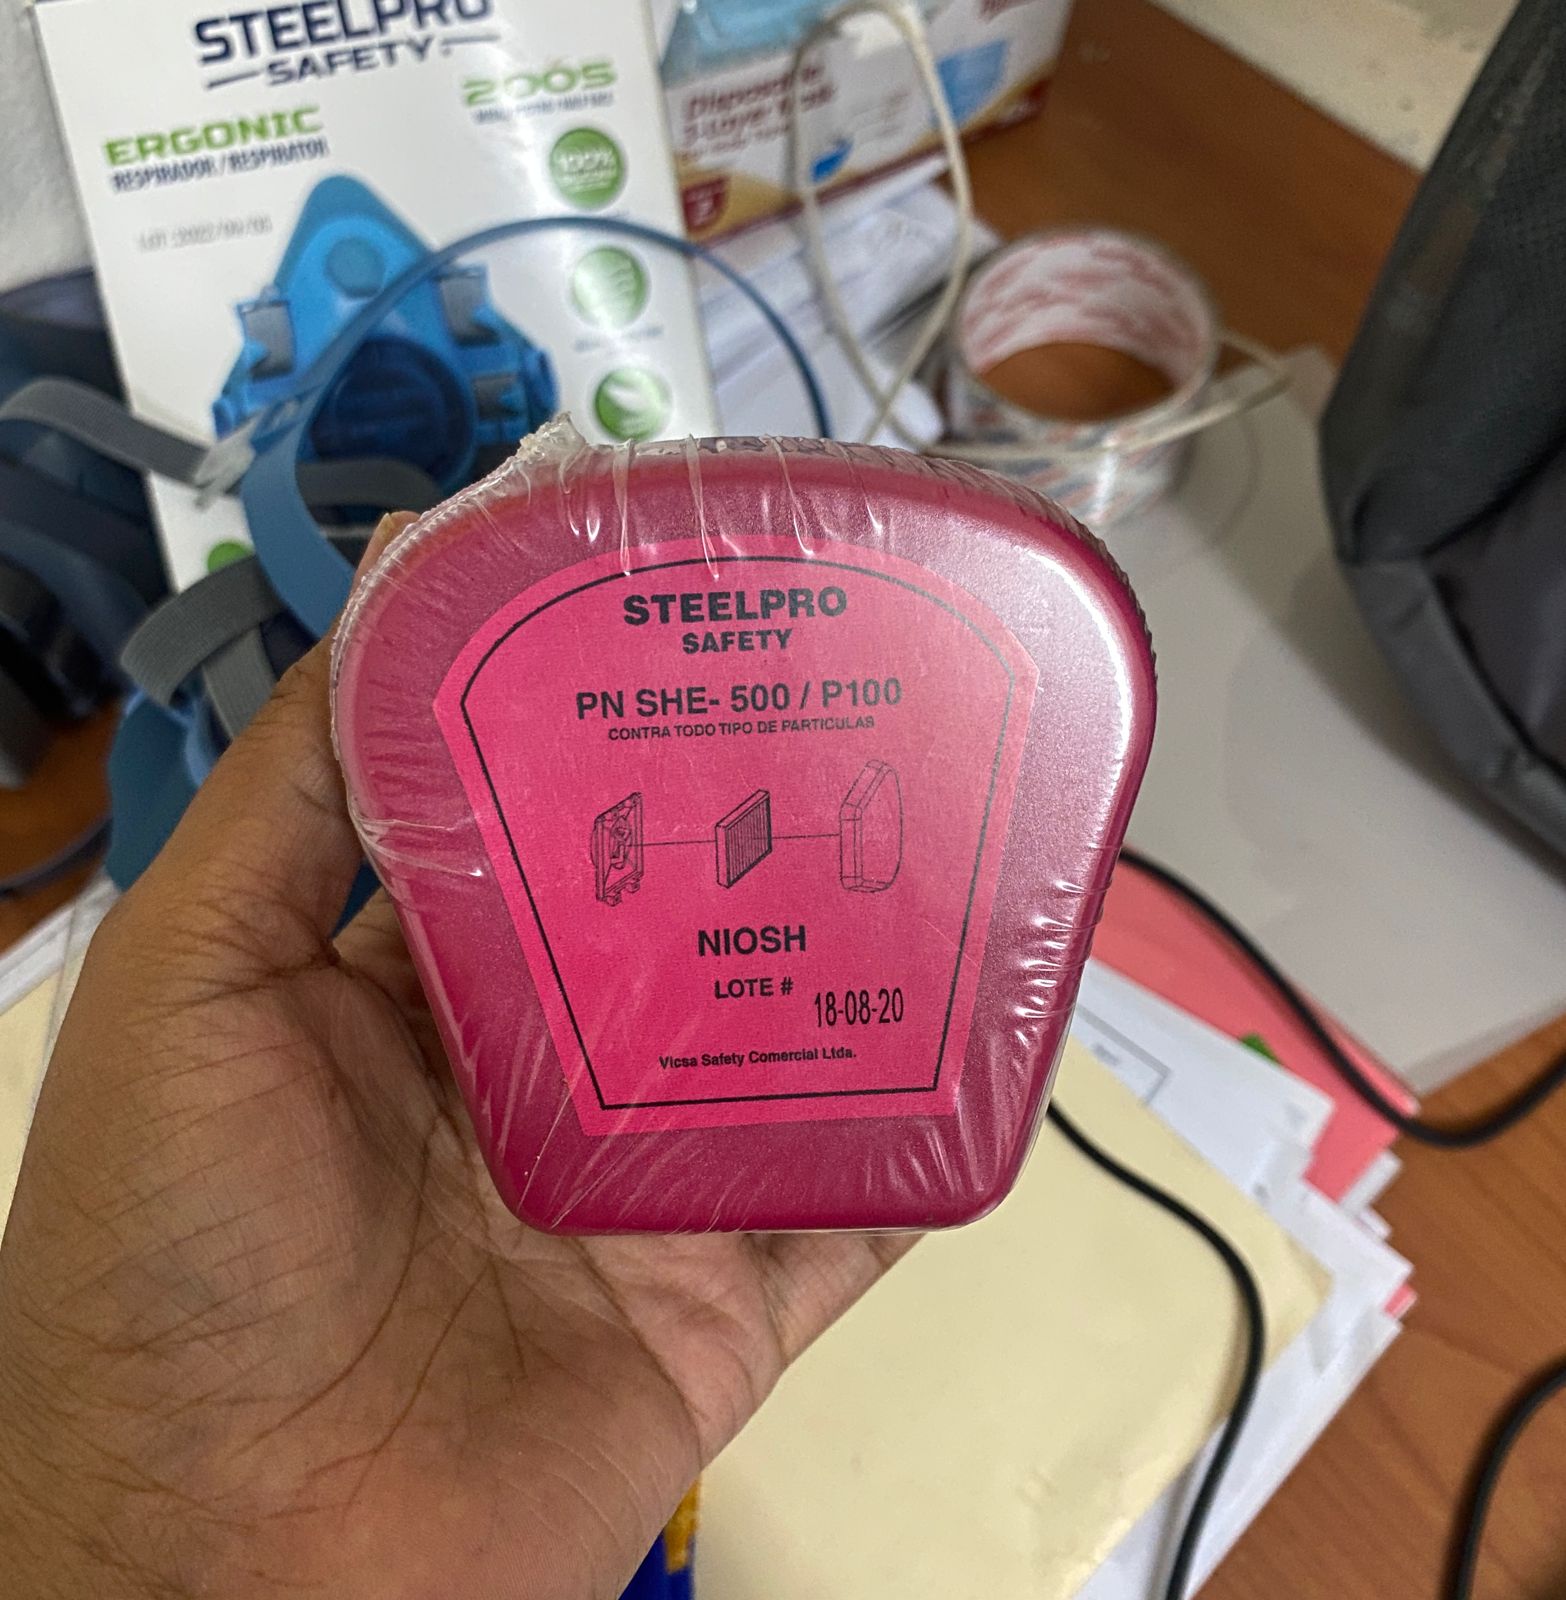 STEELPRO
SAFETY
ERGONIC
RESPIRADOR / RESPIRATOR
2005
100%
STEELPRO
SAFETY
PN SHE- 500 / P100
CONTRA TODO TIPO DE PARTICULAS
NIOSH
LOTE #
18-08-20
Vicsa Safety Comercial Ltda.